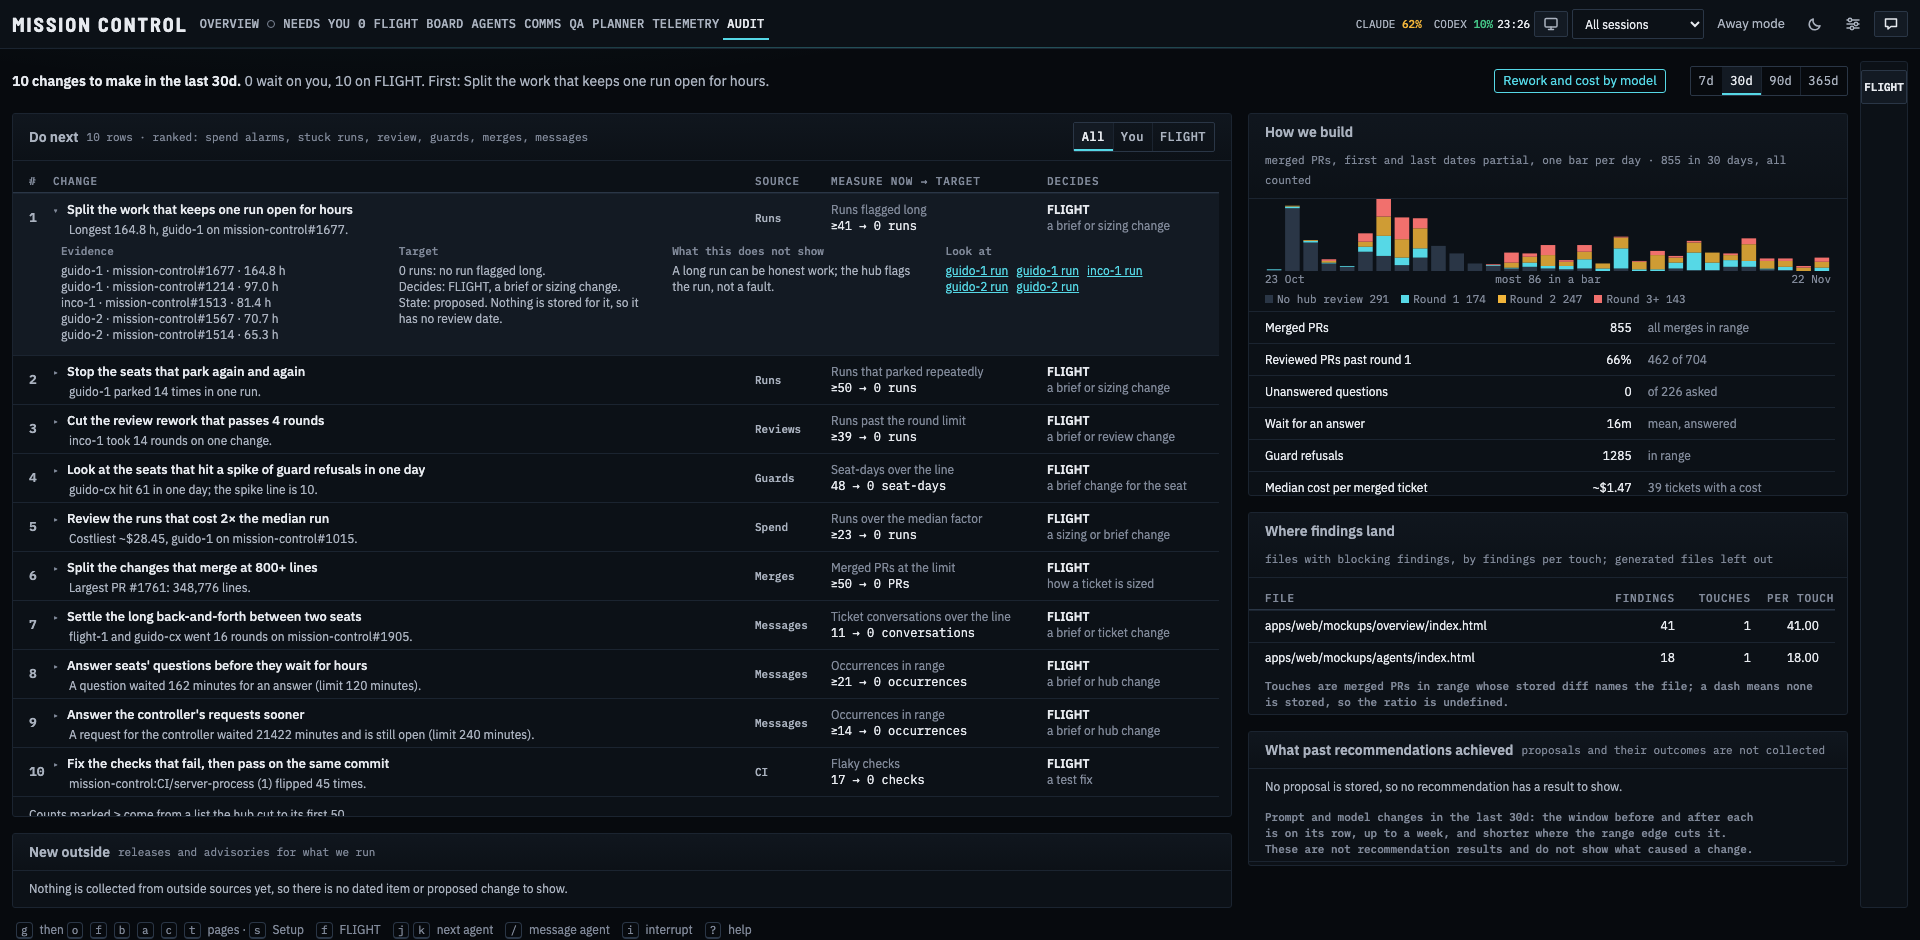 MISSION CONTROL OVERVIEW NEEDS YOU 0 FLIGHT BOARD AGENTS COMMS QA PLANNER TELEMETRY AUDIT CLAUDE 62% CODEX 10% 23:26 All sessions Away mode
10 changes to make in the last 30d. 0 wait on you, 10 on FLIGHT. First: Split the work that keeps one run open for hours. Rework and cost by model 7d 30d 90d 365d FLIGHT
Do next 10 rows · ranked: spend alarms, stuck runs, review, guards, merges, messages All You FLIGHT
# CHANGE SOURCE MEASURE NOW → TARGET DECIDES
1 Split the work that keeps one run open for hours Runs Runs flagged long FLIGHT
Longest 164.8 h, guido-1 on mission-control#1677. ≥41 → 0 runs a brief or sizing change
Evidence Target What this does not show Look at
guido-1 · mission-control#1677 · 164.8 h 0 runs: no run flagged long. A long run can be honest work; the hub flags guido-1 run guido-1 run inco-1 run
guido-1 · mission-control#1214 · 97.0 h Decides: FLIGHT, a brief or sizing change. the run, not a fault. guido-2 run guido-2 run
inco-1 · mission-control#1513 · 81.4 h State: proposed. Nothing is stored for it, so it
guido-2 · mission-control#1567 · 70.7 h has no review date.
guido-2 · mission-control#1514 · 65.3 h
2 Stop the seats that park again and again Runs Runs that parked repeatedly FLIGHT
guido-1 parked 14 times in one run. ≥50 → 0 runs a brief or sizing change
3 Cut the review rework that passes 4 rounds Reviews Runs past the round limit FLIGHT
inco-1 took 14 rounds on one change. ≥39 → 0 runs a brief or review change
4 Look at the seats that hit a spike of guard refusals in one day Guards Seat-days over the line FLIGHT
guido-cx hit 61 in one day; the spike line is 10. 48 → 0 seat-days a brief change for the seat
5 Review the runs that cost 2× the median run Spend Runs over the median factor FLIGHT
Costliest ~$28.45, guido-1 on mission-control#1015. ≥23 → 0 runs a sizing or brief change
6 Split the changes that merge at 800+ lines Merges Merged PRs at the limit FLIGHT
Largest PR #1761: 348,776 lines. ≥50 → 0 PRs how a ticket is sized
7 Settle the long back-and-forth between two seats Messages Ticket conversations over the line FLIGHT
flight-1 and guido-cx went 16 rounds on mission-control#1905. 11 → 0 conversations a brief or ticket change
8 Answer seats' questions before they wait for hours Messages Occurrences in range FLIGHT
A question waited 162 minutes for an answer (limit 120 minutes). ≥21 → 0 occurrences a brief or hub change
9 Answer the controller's requests sooner Messages Occurrences in range FLIGHT
A request for the controller waited 21422 minutes and is still open (limit 240 minutes). ≥14 → 0 occurrences a brief or hub change
10 Fix the checks that fail, then pass on the same commit CI Flaky checks FLIGHT
mission-control:CI/server-process (1) flipped 45 times. 17 → 0 checks a test fix
Counts marked ≥ come from a list the hub cut to its first 50.
New outside releases and advisories for what we run
Nothing is collected from outside sources yet, so there is no dated item or proposed change to show.
How we build
merged PRs, first and last dates partial, one bar per day · 855 in 30 days, all
counted
23 Oct most 86 in a bar 22 Nov
No hub review 291 Round 1 174 Round 2 247 Round 3+ 143
Merged PRs 855 all merges in range
Reviewed PRs past round 1 66% 462 of 704
Unanswered questions 0 of 226 asked
Wait for an answer 16m mean, answered
Guard refusals 1285 in range
Median cost per merged ticket ~$1.47 39 tickets with a cost
Where findings land
files with blocking findings, by findings per touch; generated files left out
FILE FINDINGS TOUCHES PER TOUCH
apps/web/mockups/overview/index.html 41 1 41.00
apps/web/mockups/agents/index.html 18 1 18.00
Touches are merged PRs in range whose stored diff names the file; a dash means none
is stored, so the ratio is undefined.
What past recommendations achieved proposals and their outcomes are not collected
No proposal is stored, so no recommendation has a result to show.
Prompt and model changes in the last 30d: the window before and after each
is on its row, up to a week, and shorter where the range edge cuts it.
These are not recommendation results and do not show what caused a change.
g then o f b a c t pages · s Setup f FLIGHT j k next agent / message agent i interrupt ? help